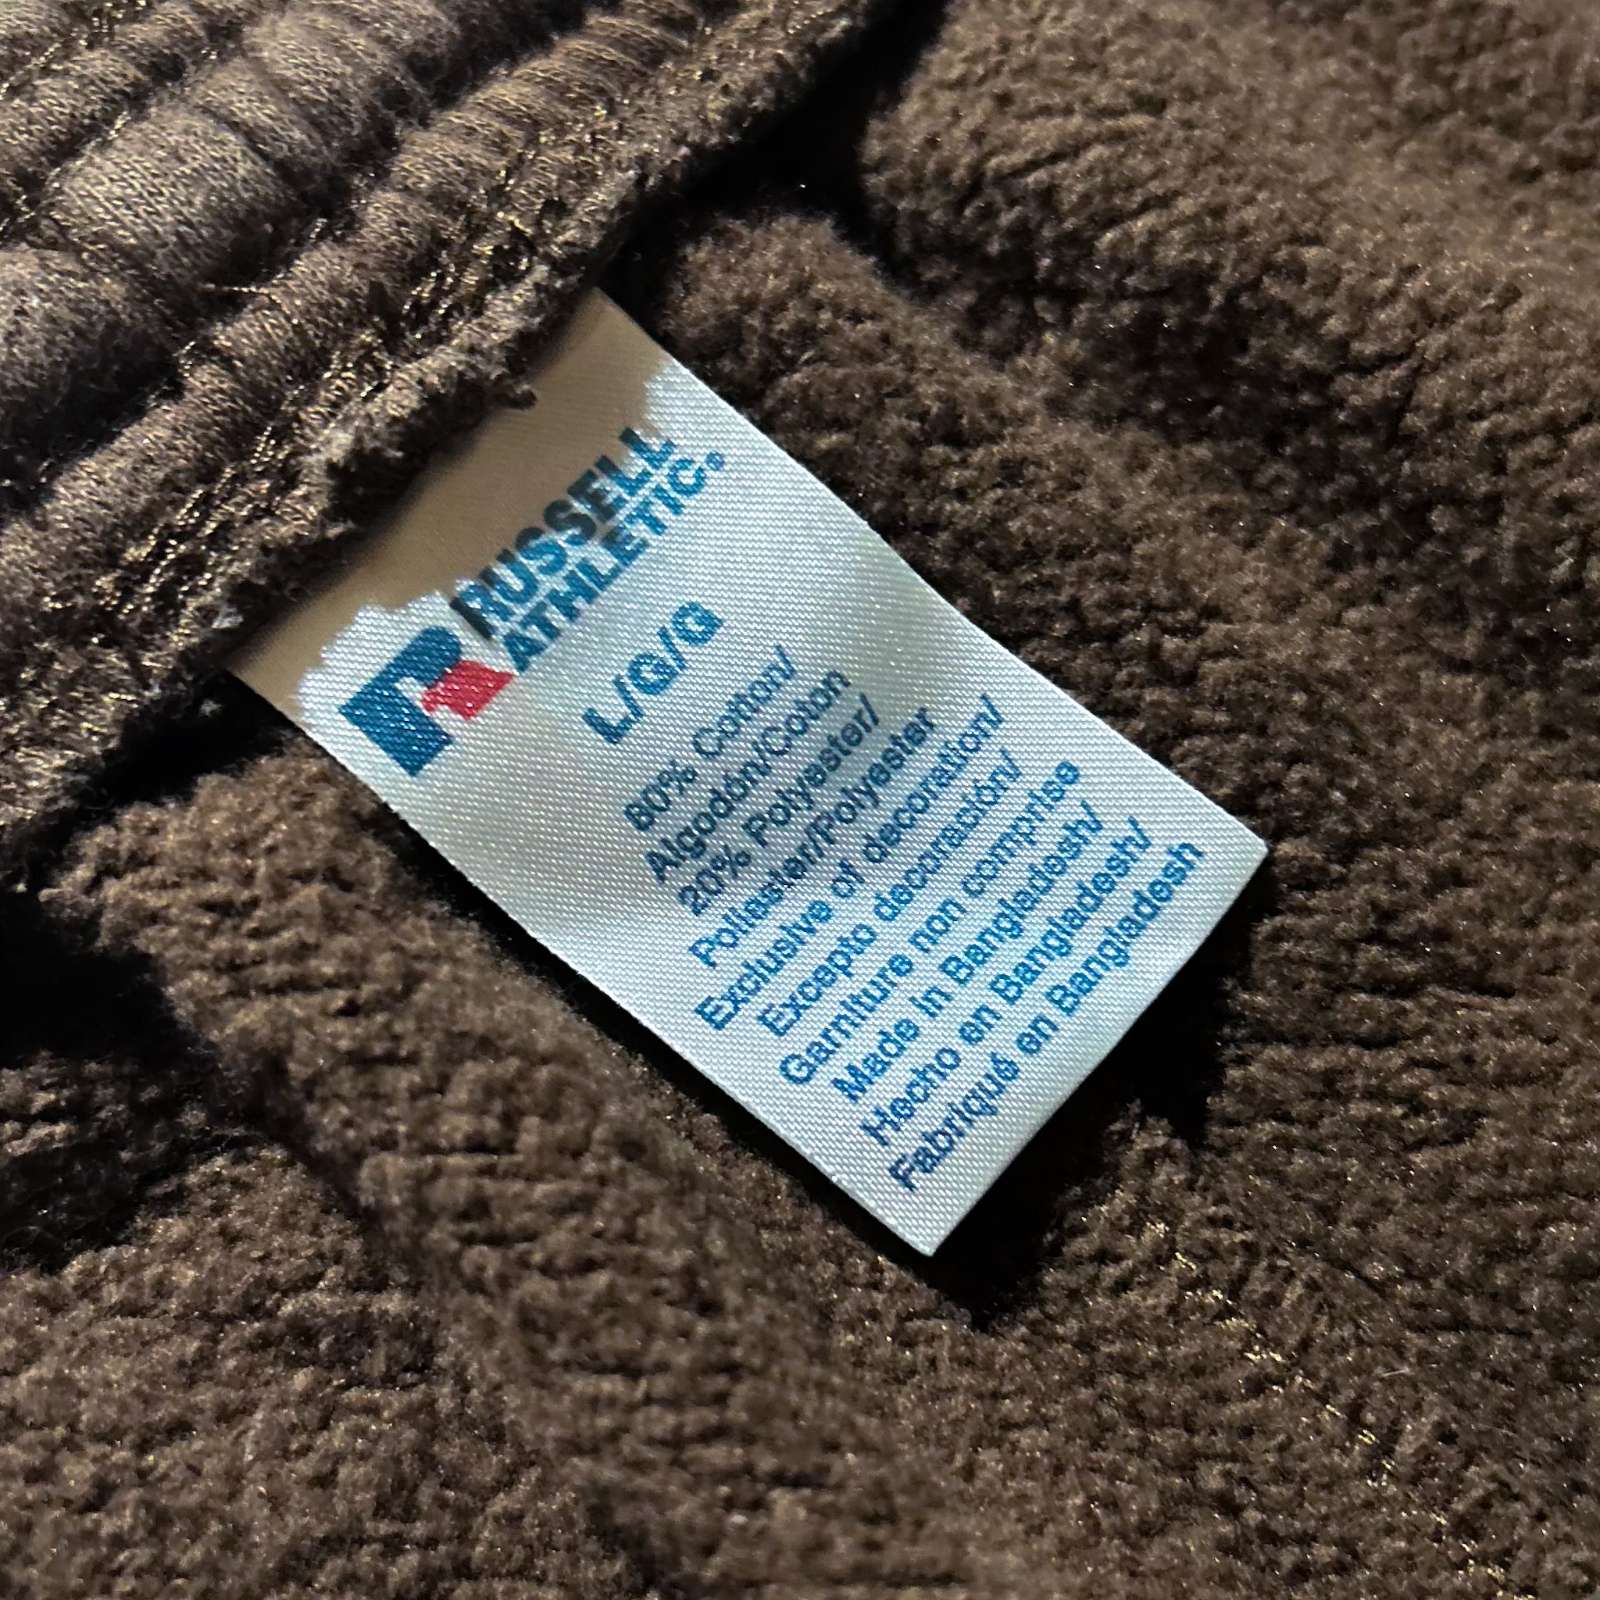 RUSSELL
ATHLETIC®
L/G/G
80% Cotton/
Algodón/Coton
20% Polyester/
Poliester/Polyester
Exclusive of decoration/
Excepto decoración/
Garniture non comprise
Made in Bangladesh/
Hecho en Bangladesh/
Fabriqué en Bangladesh